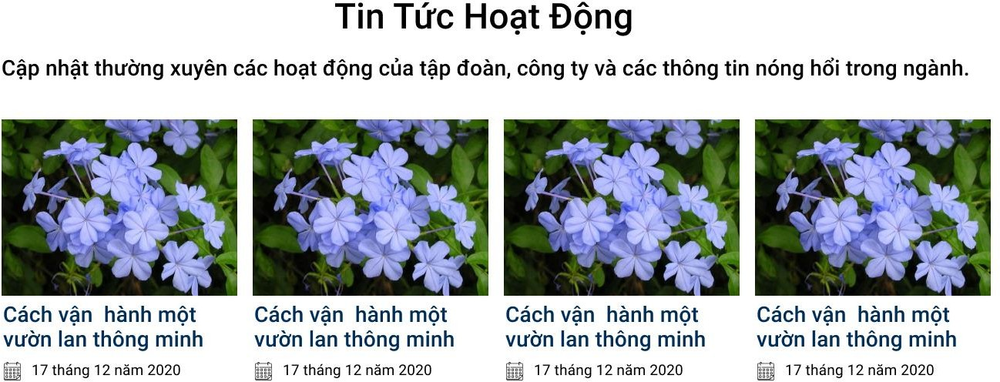 Tin Tức Hoạt Động
Cập nhật thường xuyên các hoạt động của tập đoàn, công ty và các thông tin nóng hổi trong ngành.
Cách vận  hành một
vườn lan thông minh
17 tháng 12 năm 2020
Cách vận  hành một
vườn lan thông minh
17 tháng 12 năm 2020
Cách vận  hành một
vườn lan thông minh
17 tháng 12 năm 2020
Cách vận  hành một
vườn lan thông minh
17 tháng 12 năm 2020